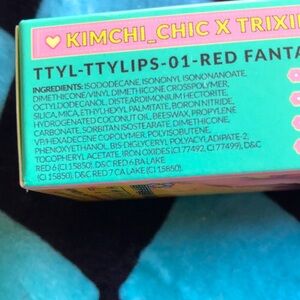 KIMCHI_CHIC X TRIXI
TTYL-TTYLIPS-01-RED FANTA
INGREDIENTS: ISODODECANE, ISONONYL ISONONANOATE,
DIMETHICONE/VINYL DIMETHICONE CROSSPOLYMER,
OCTYLDODECANOL, DISTEARDIMONIUM HECTORITE,
SILICA, MICA, ETHYLHEXYL PALMITATE, BORON NITRIDE,
HYDROGENATED COCONUT OIL, BEESWAX, PROPYLENE
CARBONATE, SORBITAN ISOSTEARATE, DIMETHICONE,
VP/HEXADECENE COPOLYMER, POLYISOBUTENE,
PHENOXYETHANOL, BIS-DIGLYCERYL POLYACYLADIPATE-2,
TOCOPHERYL ACETATE, IRON OXIDES (CI 77492, CI 77499), D&C
RED 6 (CI 15850), D&C RED 6 BA LAKE
(CI 15850), D&C RED 7 CA LAKE (CI 15850).